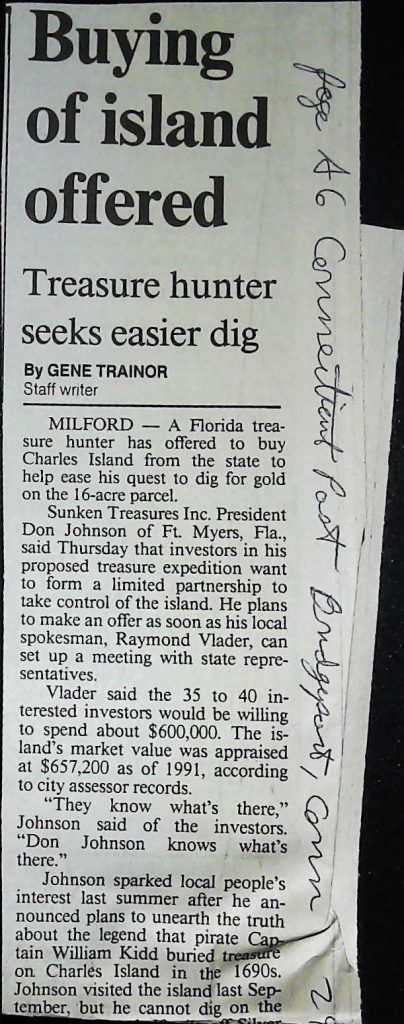 Buying
of island
offered
Treasure hunter
seeks easier dig
By GENE TRAINOR
Staff writer
MILFORD — A Florida trea-
sure hunter has offered to buy
Charles Island from the state to
help ease his quest to dig for gold
on the 16-acre parcel.
Sunken Treasures Inc. President
Don Johnson of Ft. Myers, Fla.,
said Thursday that investors in his
proposed treasure expedition want
to form a limited partnership to
take control of the island. He plans
to make an offer as soon as his local
spokesman, Raymond Vlader, can
set up a meeting with state repre-
sentatives.
Vlader said the 35 to 40 in-
terested investors would be willing
to spend about $600,000. The is-
land's market value was appraised
at $657,200 as of 1991, according
to city assessor records.
"They know what's there,"
Johnson said of the investors.
"Don Johnson knows what's
there."
Johnson sparked local people's
interest last summer after he an-
nounced plans to unearth the truth
about the legend that pirate Cap-
tain William Kidd buried treasure
on Charles Island in the 1690s.
Johnson visited the island last Sep-
tember, but he cannot dig on the
page A6 Connecticut Post Bridgeport, Conn